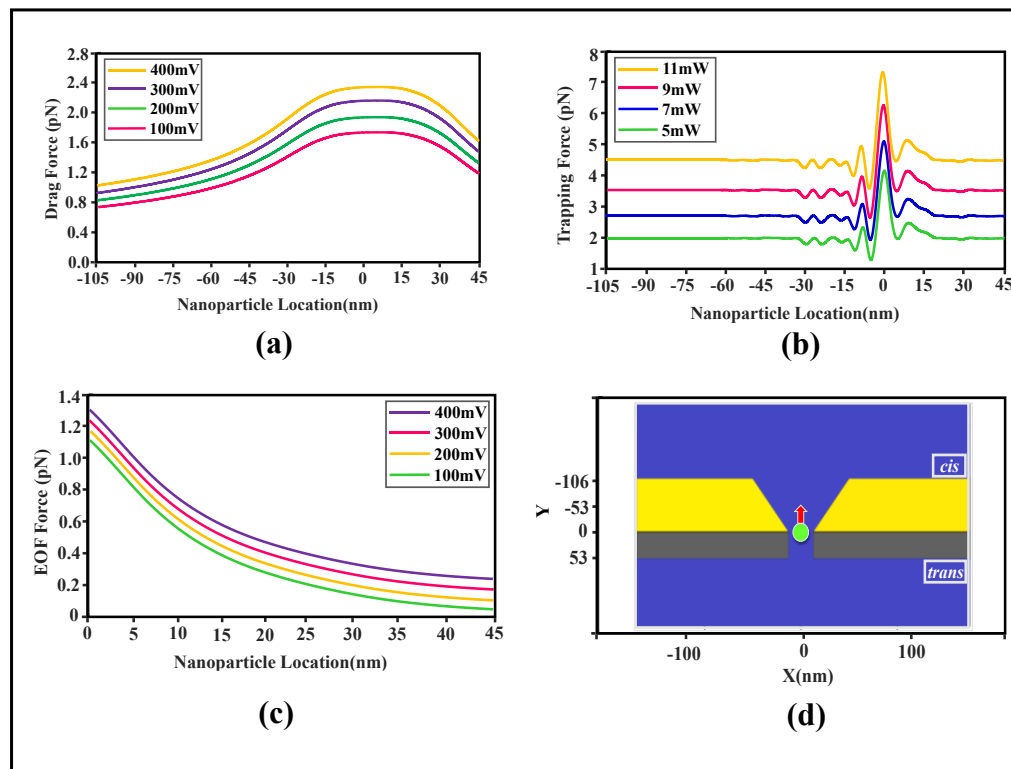 2.8
2.4
2.0
1.6
1.2
0.8
0.4
0.0
Drag Force (pN)
400mV
300mV
200mV
100mV
-105 -90 -75 -60 -45 -30 -15 0 15 30 45
Nanoparticle Location(nm)
(a)
8
7
6
5
4
3
2
1
Trapping Force (pN)
11mW
9mW
7mW
5mW
-105 -90 -75 -60 -45 -30 -15 0 15 30 45
Nanoparticle Location(nm)
(b)
1.4
1.2
1.0
0.8
0.6
0.4
0.2
0
EOF Force (pN)
400mV
300mV
200mV
100mV
0 5 10 15 20 25 30 35 40 45
Nanoparticle Location(nm)
(c)
Y
-106
-53
0
53
cis
trans
-100 0 100
X(nm)
(d)